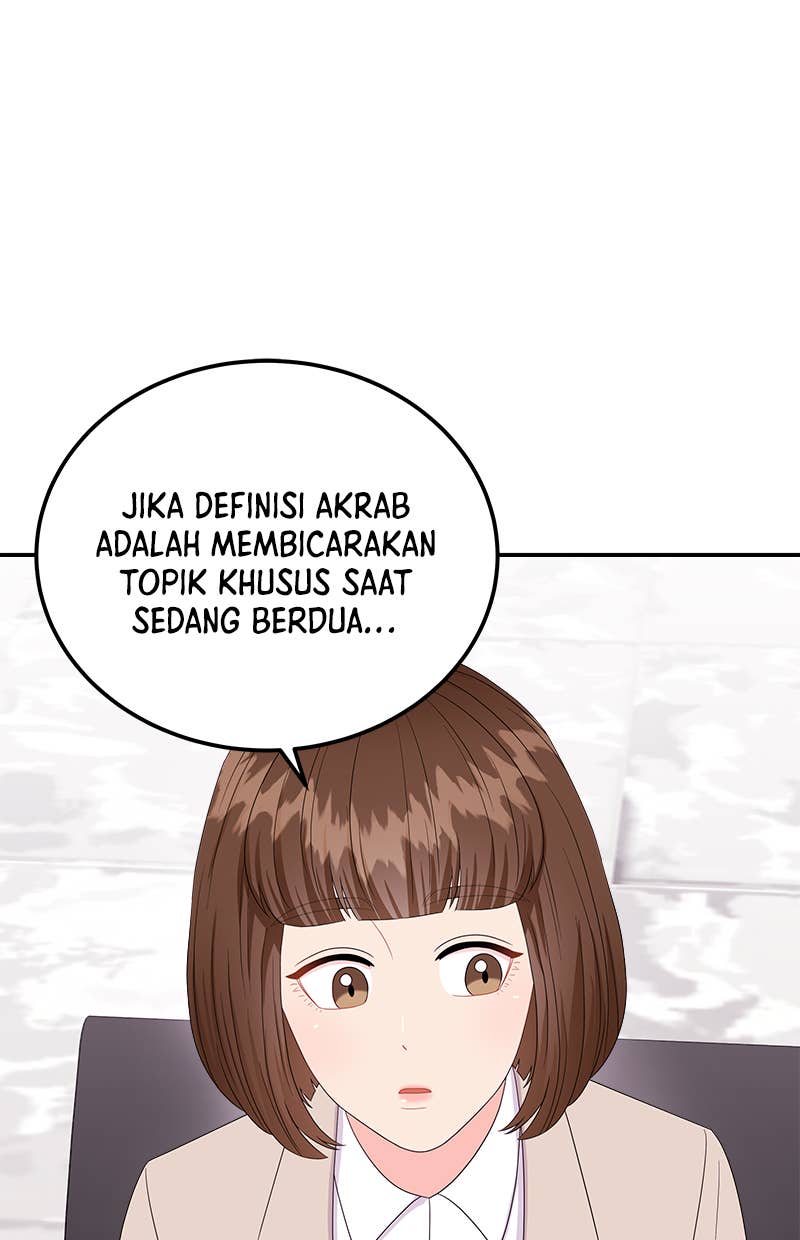 JIKA DEFINISI AKRAB
ADALAH MEMBICARAKAN
TOPIK KHUSUS SAAT
SEDANG BERDUA...